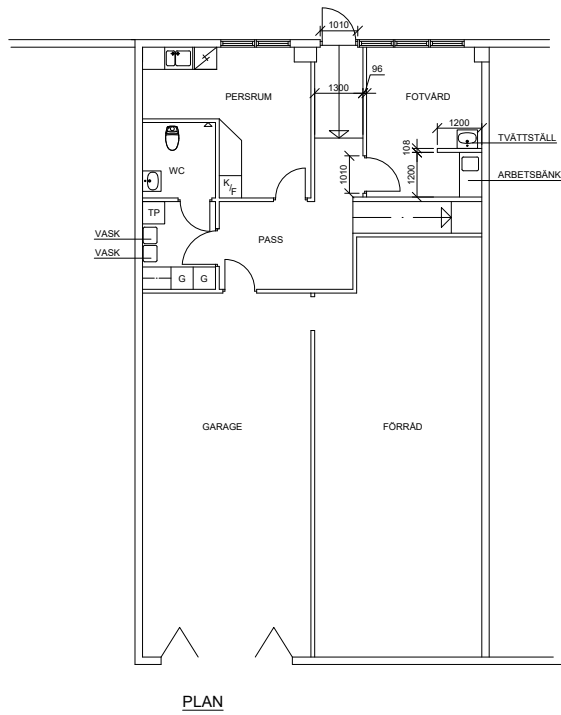 1010
96
PERSRUM
1300
FOTVÅRD
1200
TVÄTTSTÄLL
108
WC
1010
1200
ARBETSBÄNK
K/F
TP
VASK
PASS
VASK
G G
GARAGE
FÖRRÅD
PLAN